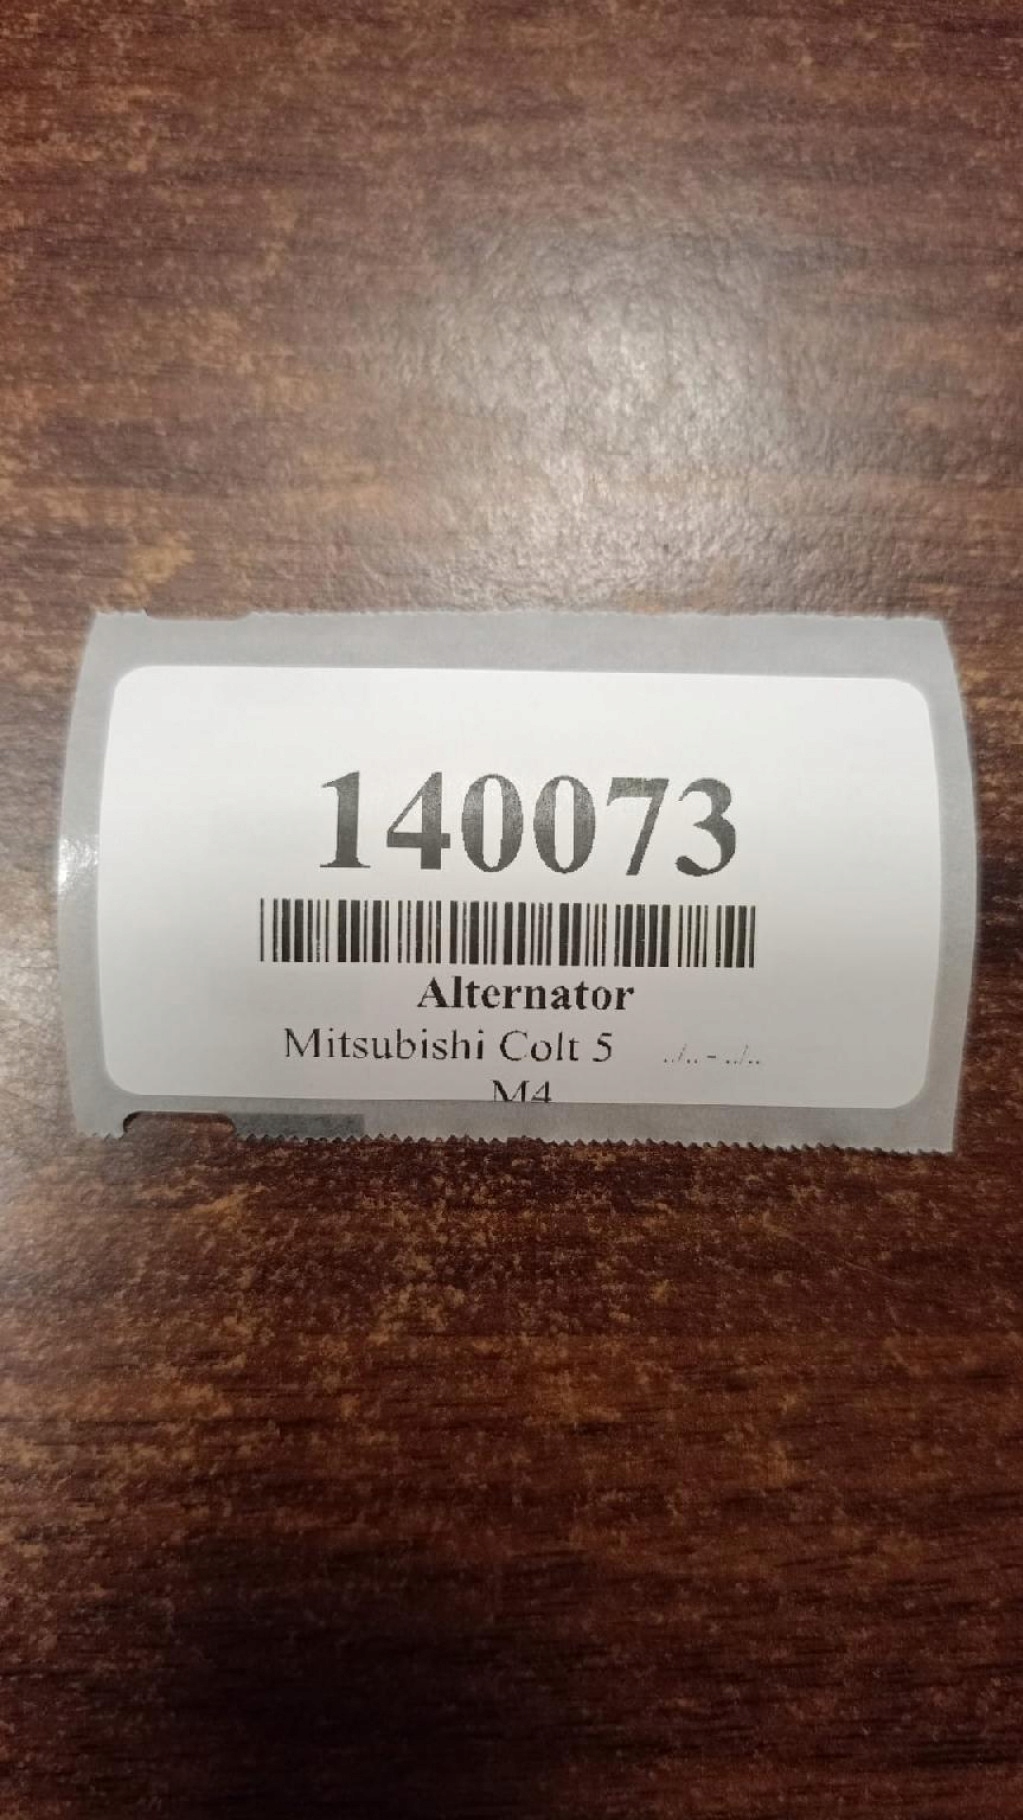 140073
Alternator
Mitsubishi Colt 5 ../.. - ../..
M4